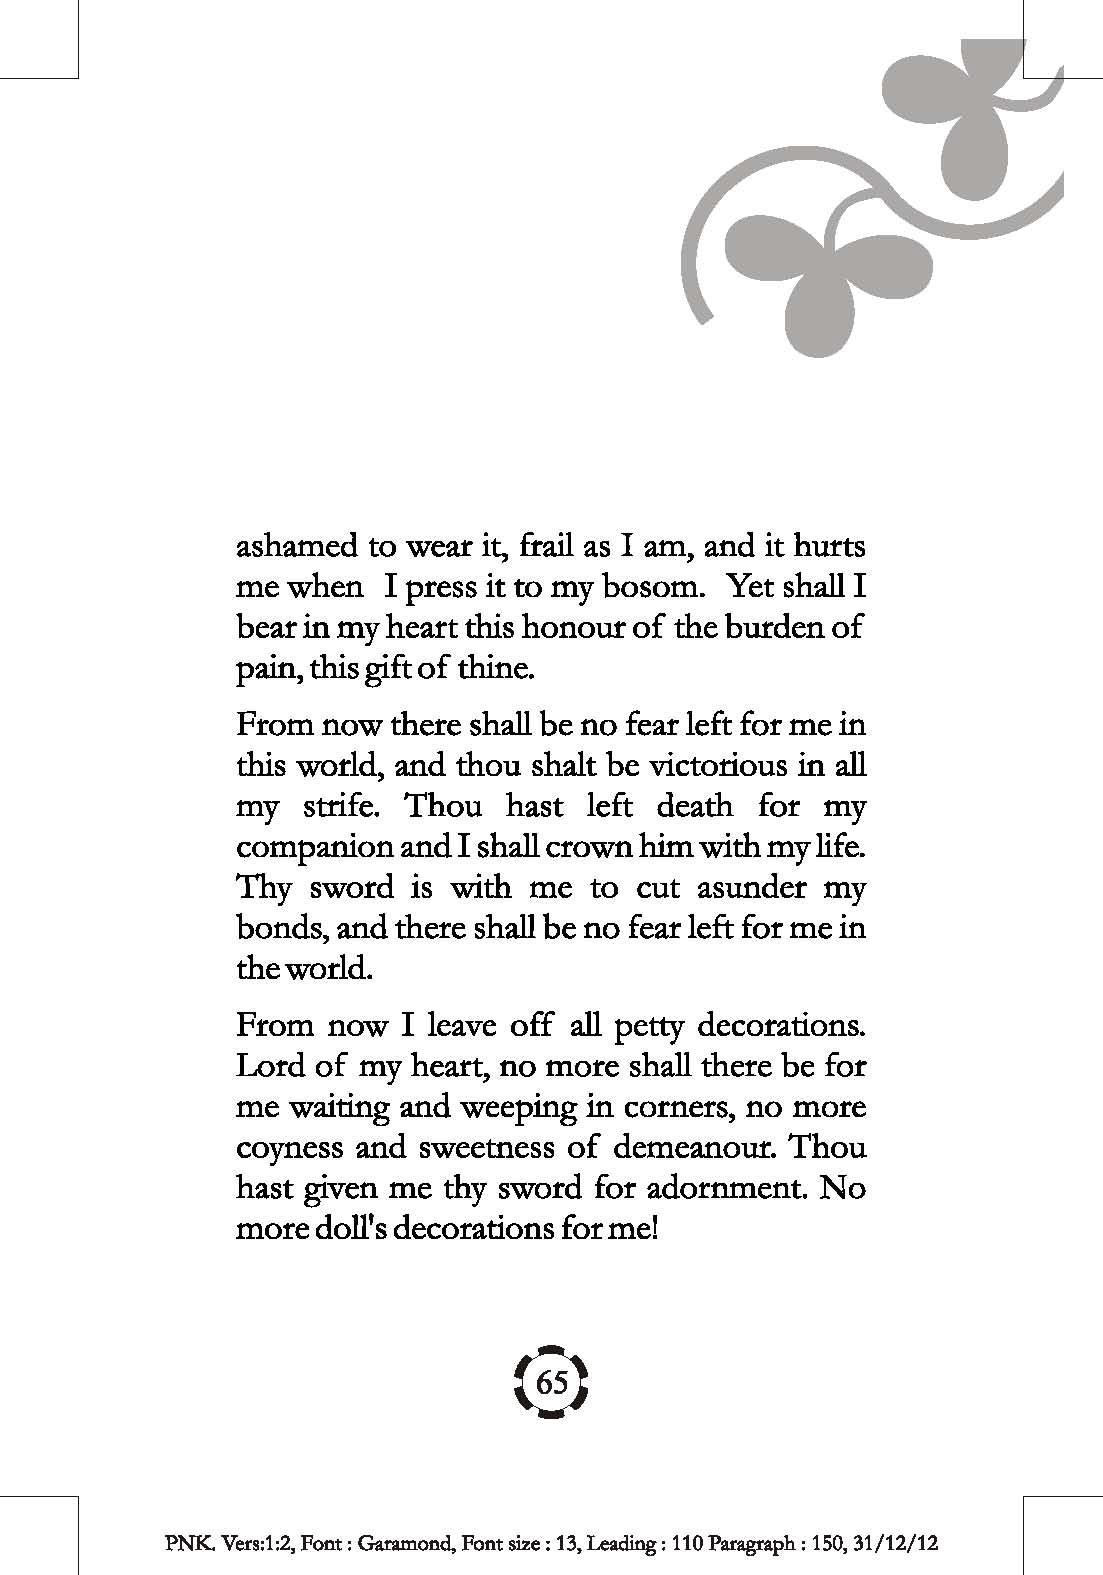 ashamed to wear it, frail as I am, and it hurts
me when I press it to my bosom. Yet shall I
bear in my heart this honour of the burden of
pain, this gift of thine.
From now there shall be no fear left for me in
this world, and thou shalt be victorious in all
my strife. Thou hast left death for my
companion and I shall crown him with my life.
Thy sword is with me to cut asunder my
bonds, and there shall be no fear left for me in
the world.
From now I leave off all petty decorations.
Lord of my heart, no more shall there be for
me waiting and weeping in corners, no more
coyness and sweetness of demeanour. Thou
hast given me thy sword for adornment. No
more doll's decorations for me!
65
PNK. Vers:1:2, Font : Garamond, Font size : 13, Leading : 110 Paragraph : 150, 31/12/12